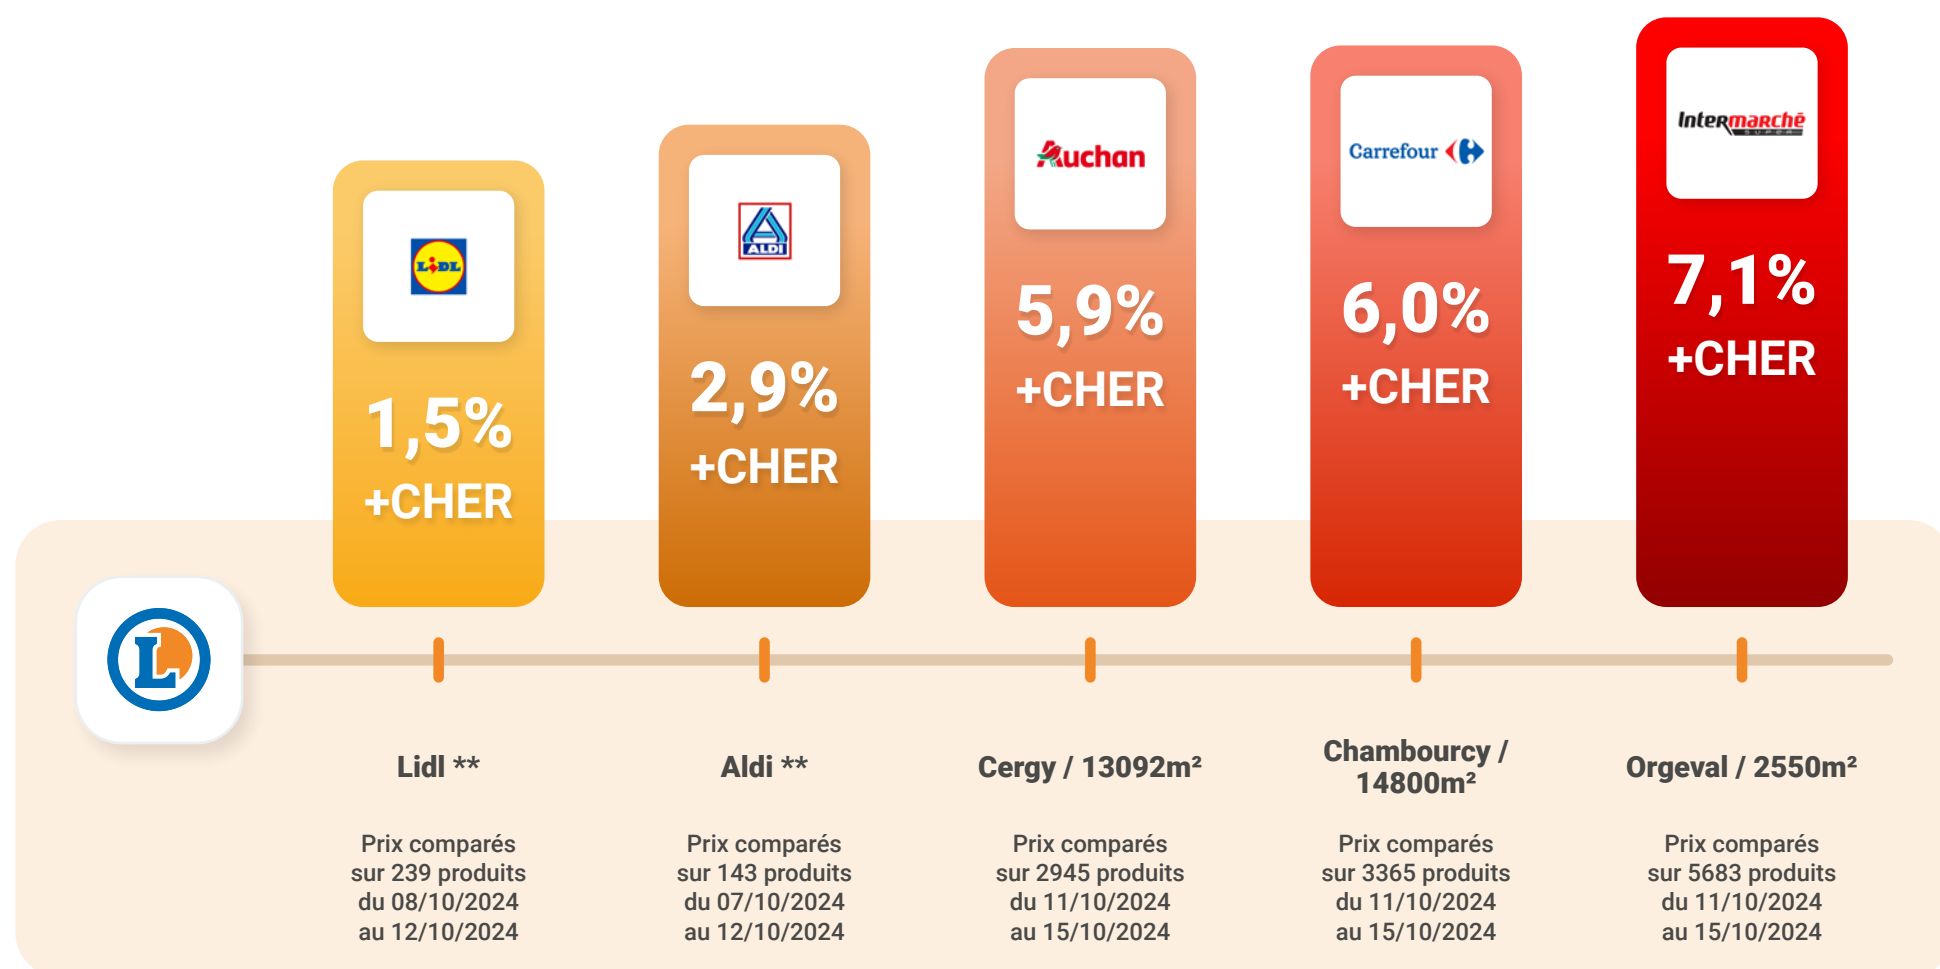 LIDL
1,5%
+CHER
ALDI
2,9%
+CHER
Auchan
5,9%
+CHER
Carrefour
6,0%
+CHER
Intermarchē
SUPER
7,1%
+CHER
L
Lidl **
Prix comparés
sur 239 produits
du 08/10/2024
au 12/10/2024
Aldi **
Prix comparés
sur 143 produits
du 07/10/2024
au 12/10/2024
Cergy / 13092m²
Prix comparés
sur 2945 produits
du 11/10/2024
au 15/10/2024
Chambourcy /
14800m²
Prix comparés
sur 3365 produits
du 11/10/2024
au 15/10/2024
Orgeval / 2550m²
Prix comparés
sur 5683 produits
du 11/10/2024
au 15/10/2024